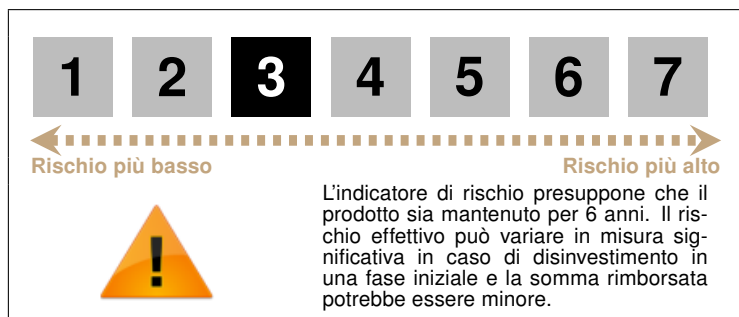 1 2 3 4 5 6 7
Rischio più basso Rischio più alto
L'indicatore di rischio presuppone che il
prodotto sia mantenuto per 6 anni. Il ris-
chio effettivo può variare in misura sig-
nificativa in caso di disinvestimento in
una fase iniziale e la somma rimborsata
potrebbe essere minore.